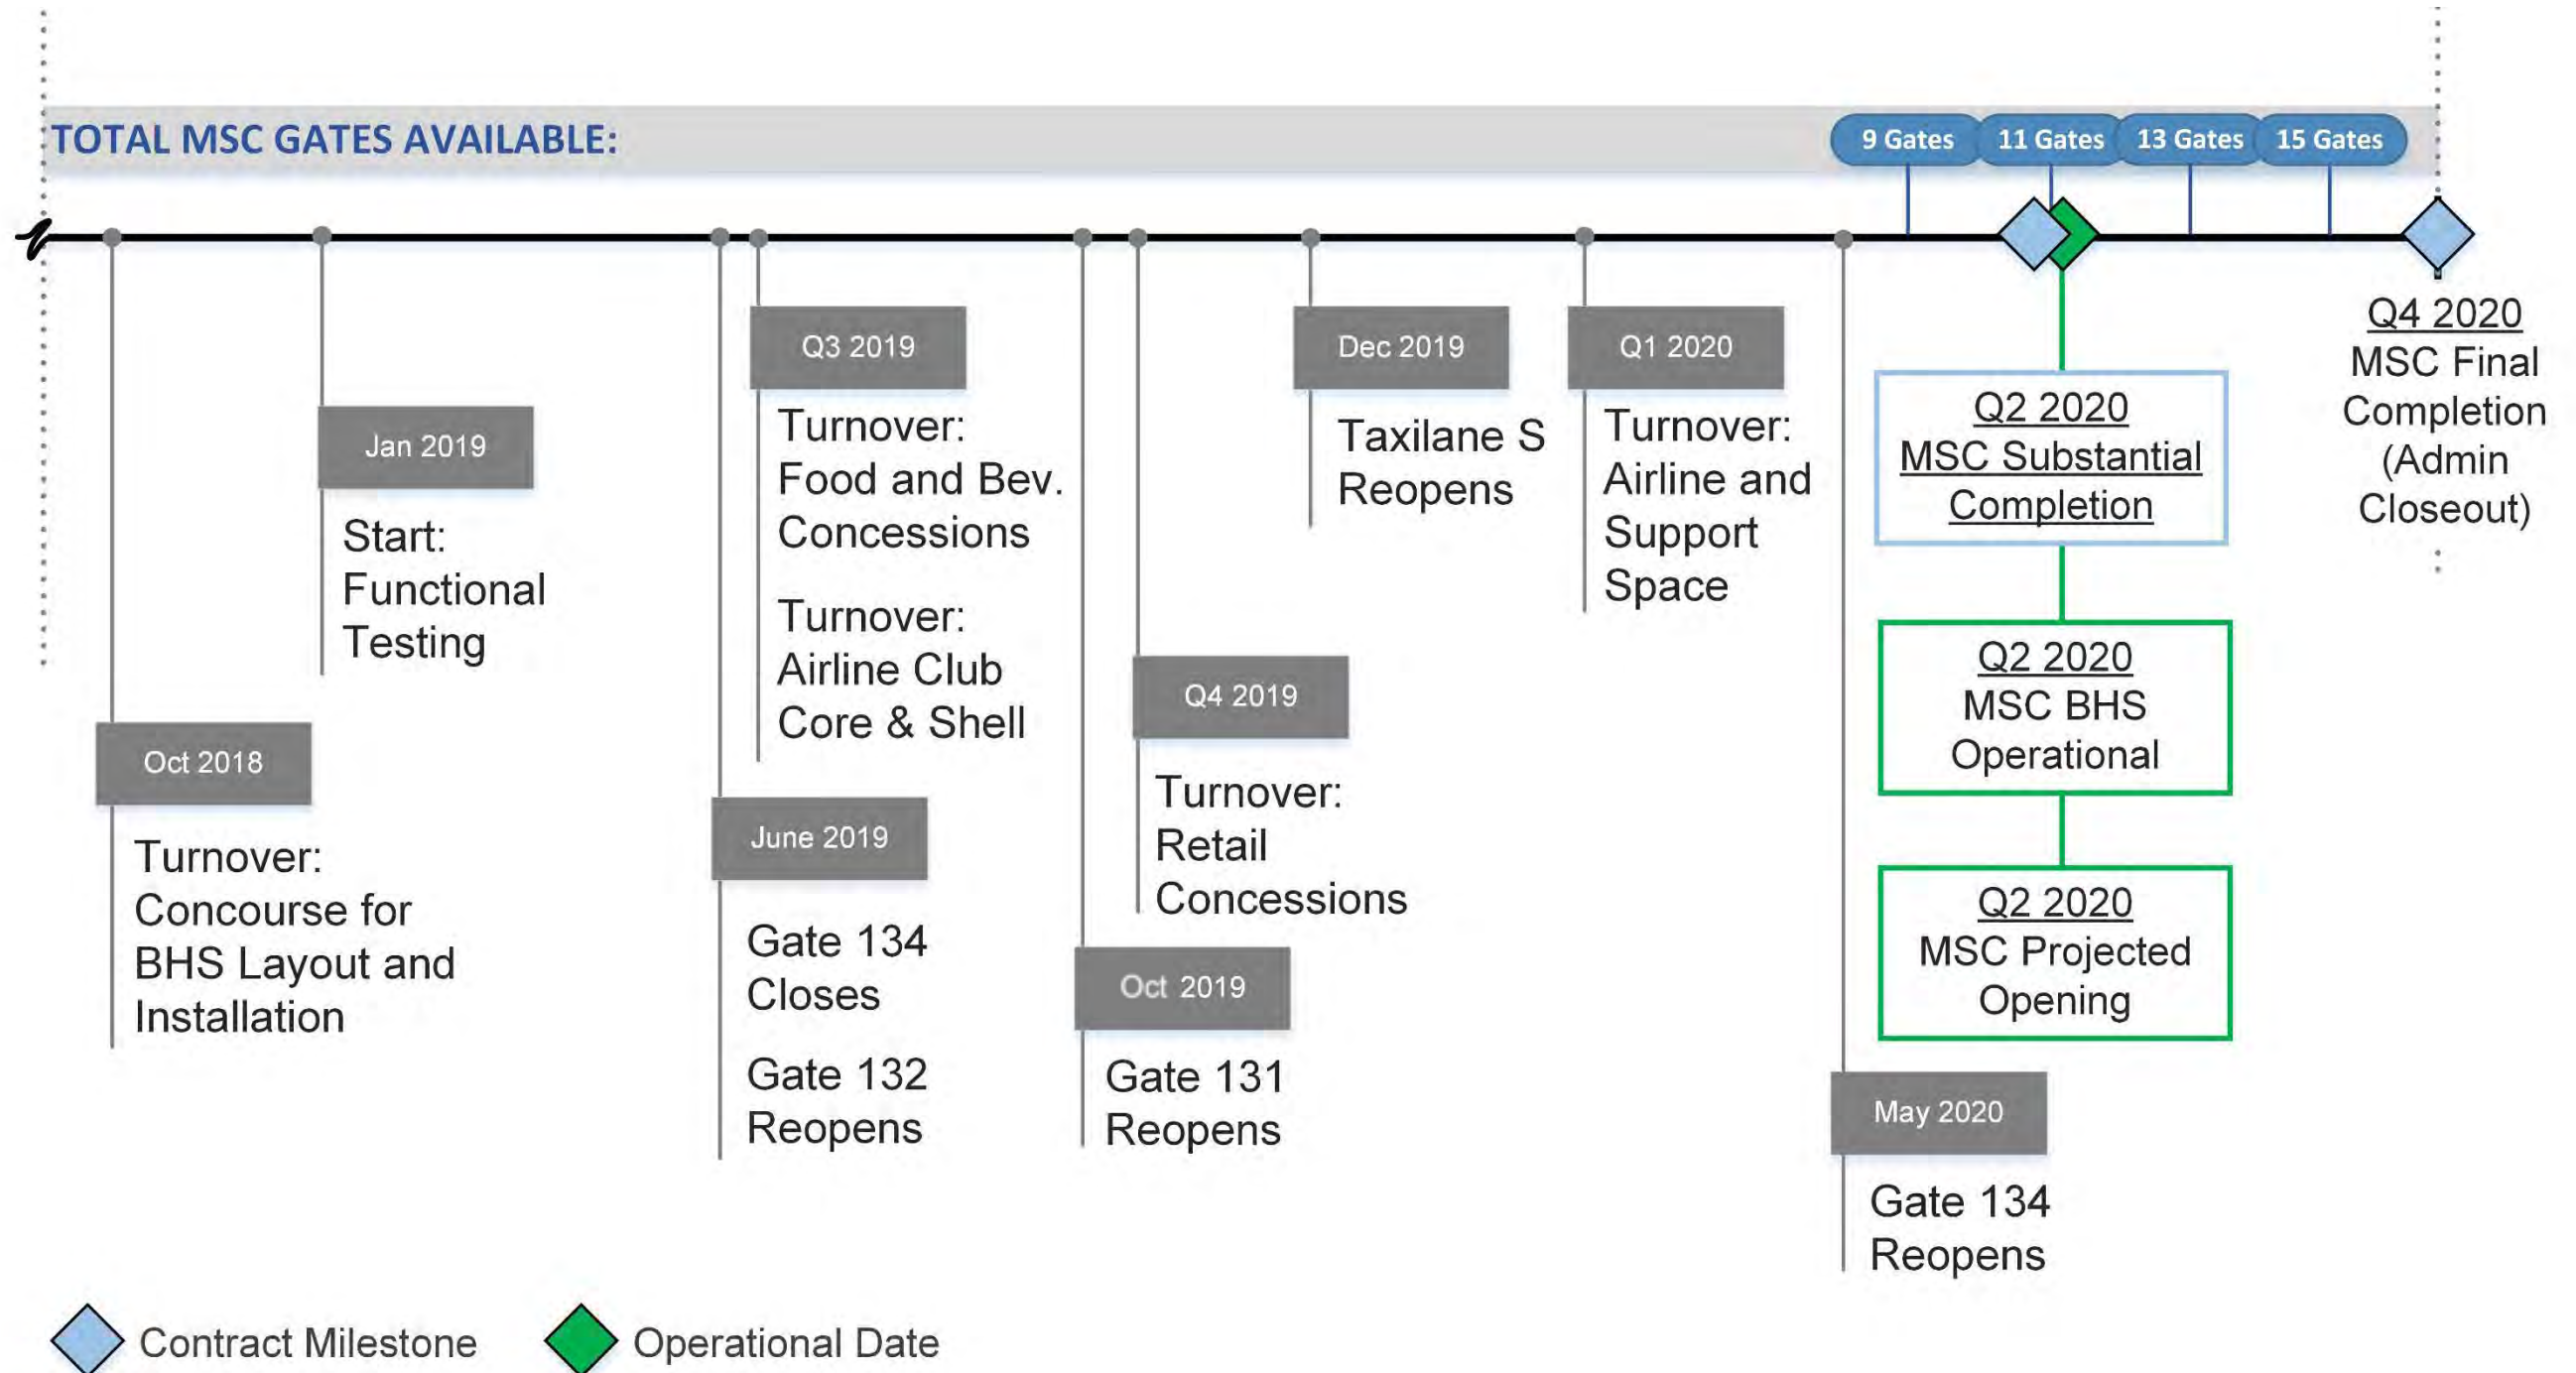 TOTAL MSC GATES AVAILABLE:
9 Gates
11 Gates
13 Gates
15 Gates
Oct 2018
Turnover:
Concourse for
BHS Layout and
Installation
Jan 2019
Start:
Functional
Testing
June 2019
Gate 134
Closes
Gate 132
Reopens
Q3 2019
Turnover:
Food and Bev.
Concessions
Turnover:
Airline Club
Core & Shell
Oct 2019
Gate 131
Reopens
Q4 2019
Turnover:
Retail
Concessions
Dec 2019
Taxilane S
Reopens
Q1 2020
Turnover:
Airline and
Support
Space
May 2020
Gate 134
Reopens
Q2 2020
MSC Substantial
Completion
Q2 2020
MSC BHS
Operational
Q2 2020
MSC Projected
Opening
Q4 2020
MSC Final
Completion
(Admin
Closeout)
Contract Milestone
Operational Date